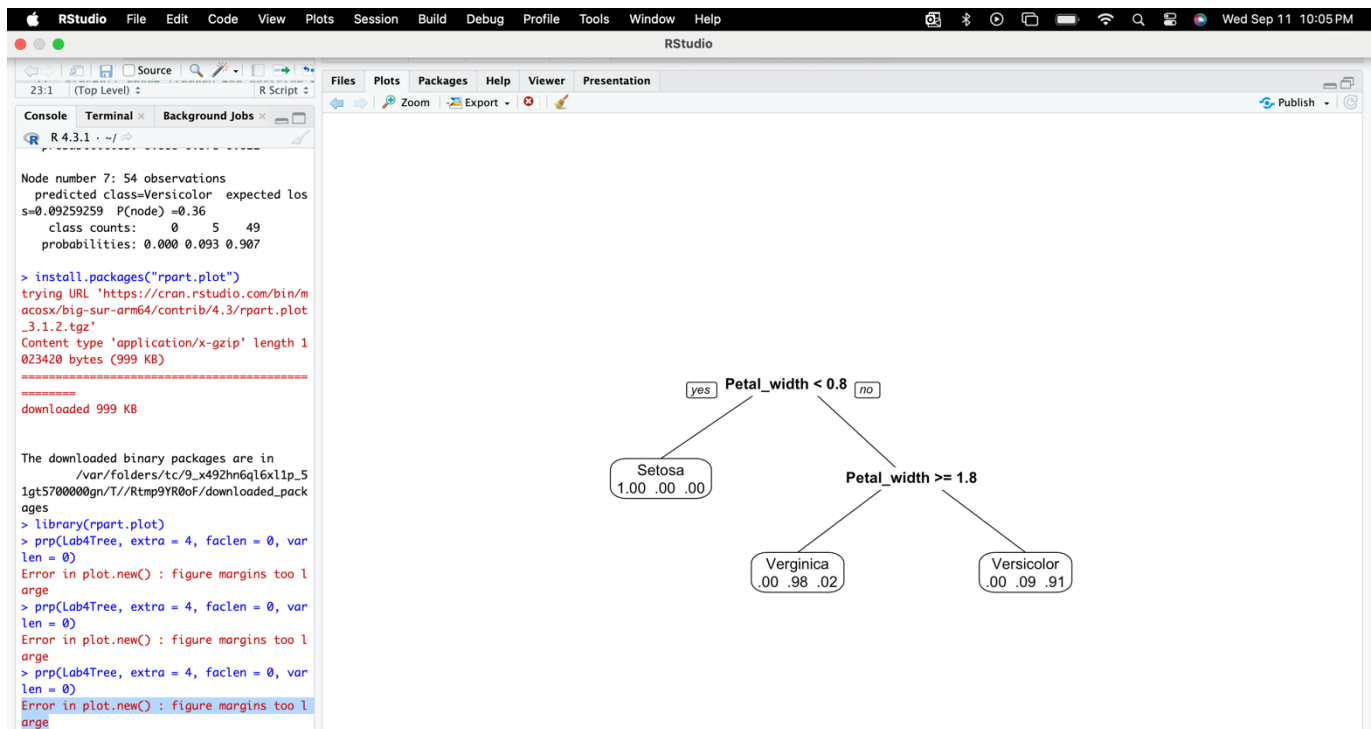 RStudio File Edit Code View Plots Session Build Debug Profile Tools Window Help Wed Sep 11 10:05 PM
RStudio
Source
23:1 (Top Level) R Script
Console Terminal Background Jobs
R 4.3.1 · ~/
Node number 7: 54 observations
predicted class=Versicolor expected los
s=0.09259259 P(node) =0.36
class counts: 0 5 49
probabilities: 0.000 0.093 0.907
> install.packages("rpart.plot")
trying URL 'https://cran.rstudio.com/bin/m
acosx/big-sur-arm64/contrib/4.3/rpart.plot
_3.1.2.tgz'
Content type 'application/x-gzip' length 1
023420 bytes (999 KB)
==========================================
========
downloaded 999 KB
The downloaded binary packages are in
/var/folders/tc/9_x492hn6ql6xl1p_5
1gt5700000gn/T//Rtmp9YR0oF/downloaded_pack
ages
> library(rpart.plot)
> prp(Lab4Tree, extra = 4, faclen = 0, var
len = 0)
Error in plot.new() : figure margins too l
arge
> prp(Lab4Tree, extra = 4, faclen = 0, var
len = 0)
Error in plot.new() : figure margins too l
arge
> prp(Lab4Tree, extra = 4, faclen = 0, var
len = 0)
Error in plot.new() : figure margins too l
arge
Files Plots Packages Help Viewer Presentation
Zoom Export Publish
yes Petal_width < 0.8 no
Setosa
1.00 .00 .00
Petal_width >= 1.8
Verginica
.00 .98 .02
Versicolor
.00 .09 .91